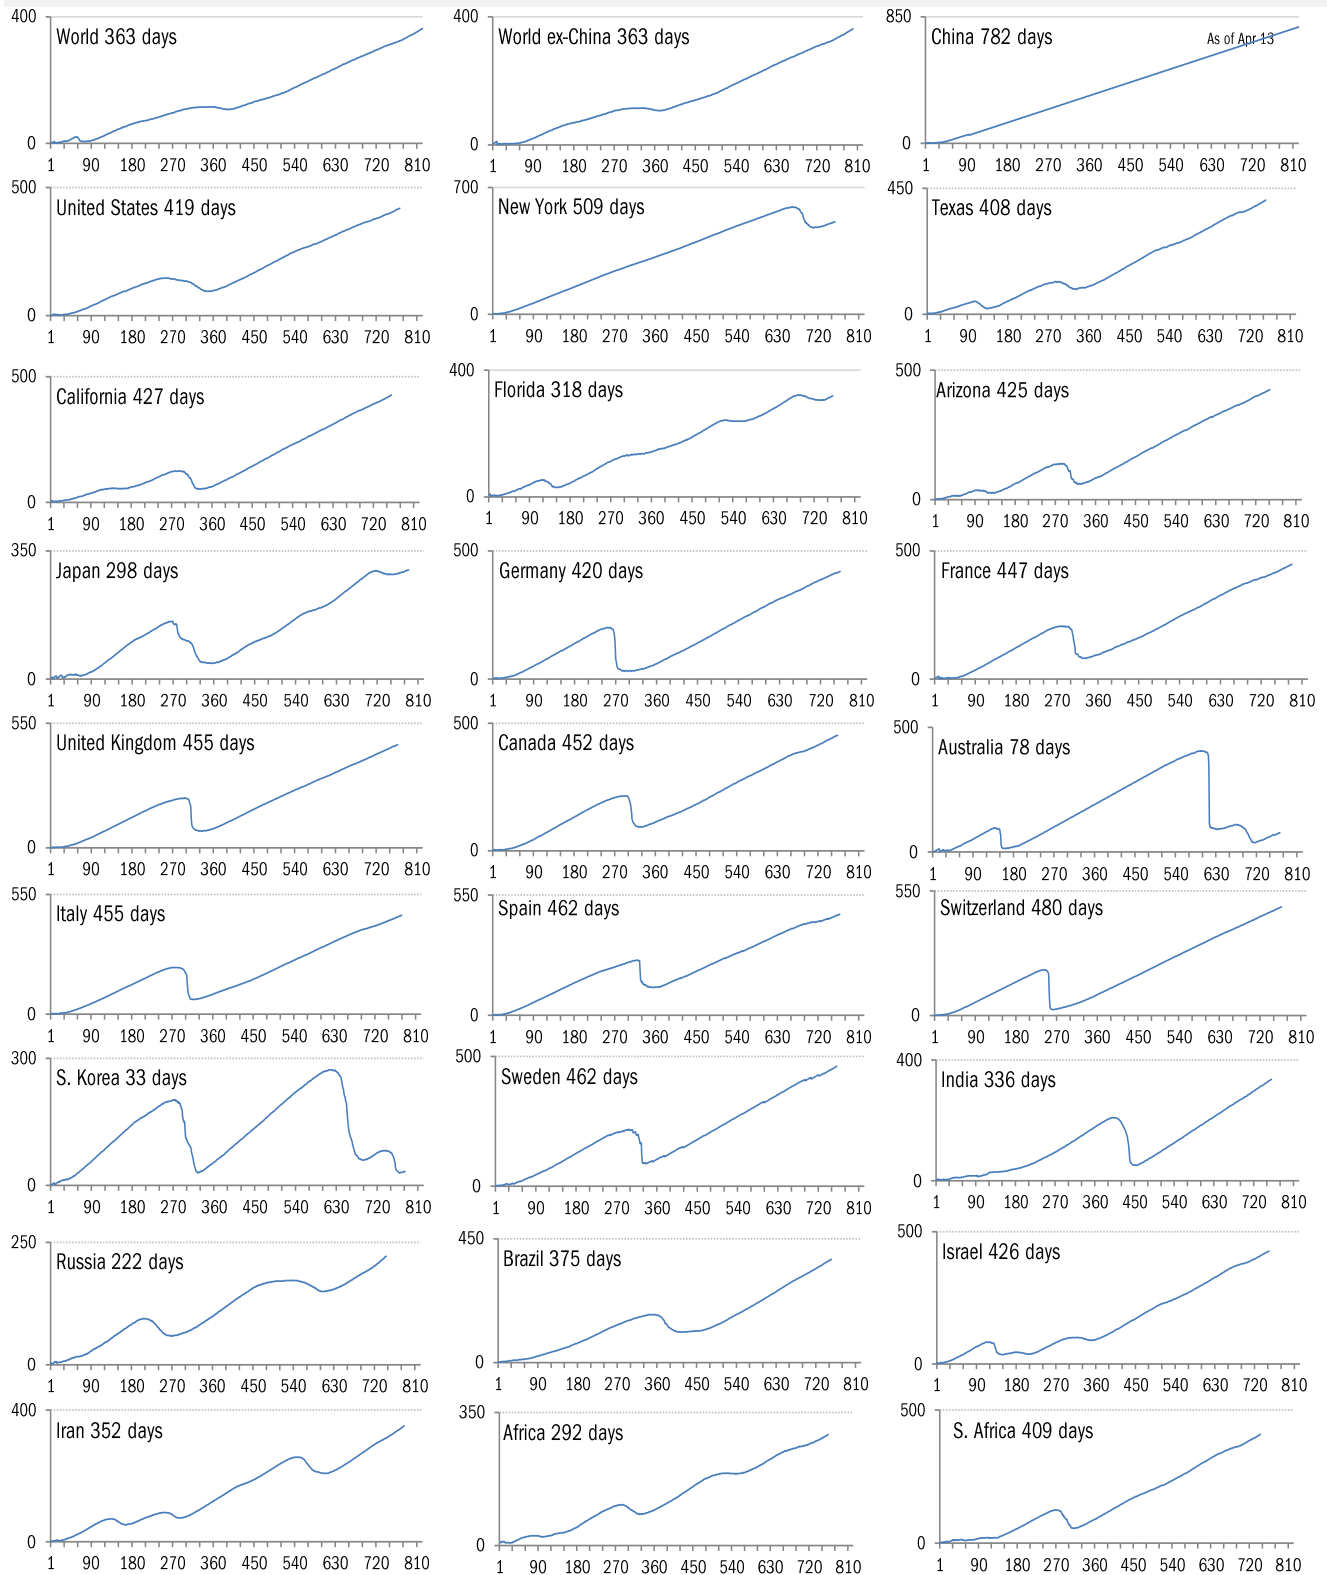 400 400 850
World 363 days World ex-China 363 days China 782 days
As of Apr 13
0 0 0
1 90 180 270 360 450 540 630 720 810 1 90 180 270 360 450 540 630 720 810 1 90 180 270 360 450 540 630 720 810
500 700 450
United States 419 days New York 509 days Texas 408 days
0 0 0
1 90 180 270 360 450 540 630 720 810 1 90 180 270 360 450 540 630 720 810 1 90 180 270 360 450 540 630 720 810
500 400 500
California 427 days Florida 318 days Arizona 425 days
0 0 0
1 90 180 270 360 450 540 630 720 810 1 90 180 270 360 450 540 630 720 810 1 90 180 270 360 450 540 630 720 810
350 500 500
Japan 298 days Germany 420 days France 447 days
0 0 0
1 90 180 270 360 450 540 630 720 810 1 90 180 270 360 450 540 630 720 810 1 90 180 270 360 450 540 630 720 810
550 500 500
United Kingdom 455 days Canada 452 days Australia 78 days
0 0 0
1 90 180 270 360 450 540 630 720 810 1 90 180 270 360 450 540 630 720 810 1 90 180 270 360 450 540 630 720 810
550 550 550
Italy 455 days Spain 462 days Switzerland 480 days
0 0 0
1 90 180 270 360 450 540 630 720 810 1 90 180 270 360 450 540 630 720 810 1 90 180 270 360 450 540 630 720 810
300 500 400
S. Korea 33 days Sweden 462 days India 336 days
0 0 0
1 90 180 270 360 450 540 630 720 810 1 90 180 270 360 450 540 630 720 810 1 90 180 270 360 450 540 630 720 810
250 450 500
Russia 222 days Brazil 375 days Israel 426 days
0 0 0
1 90 180 270 360 450 540 630 720 810 1 90 180 270 360 450 540 630 720 810 1 90 180 270 360 450 540 630 720 810
400 350 500
Iran 352 days Africa 292 days S. Africa 409 days
0 0 0
1 90 180 270 360 450 540 630 720 810 1 90 180 270 360 450 540 630 720 810 1 90 180 270 360 450 540 630 720 810